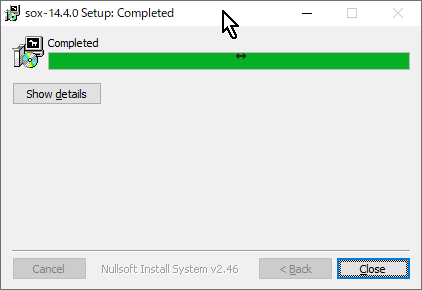 sox-14.4.0 Setup: Completed
Completed
Show details
Cancel
Nullsoft Install System v2.46
< Back
Close